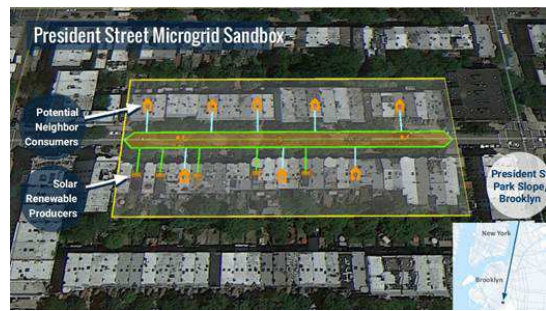 President Street Microgrid Sandbox
Potential
Neighbor
Consumers
Solar
Renewable
Producers
President S
Park Slope,
Brooklyn
New York
Brooklyn